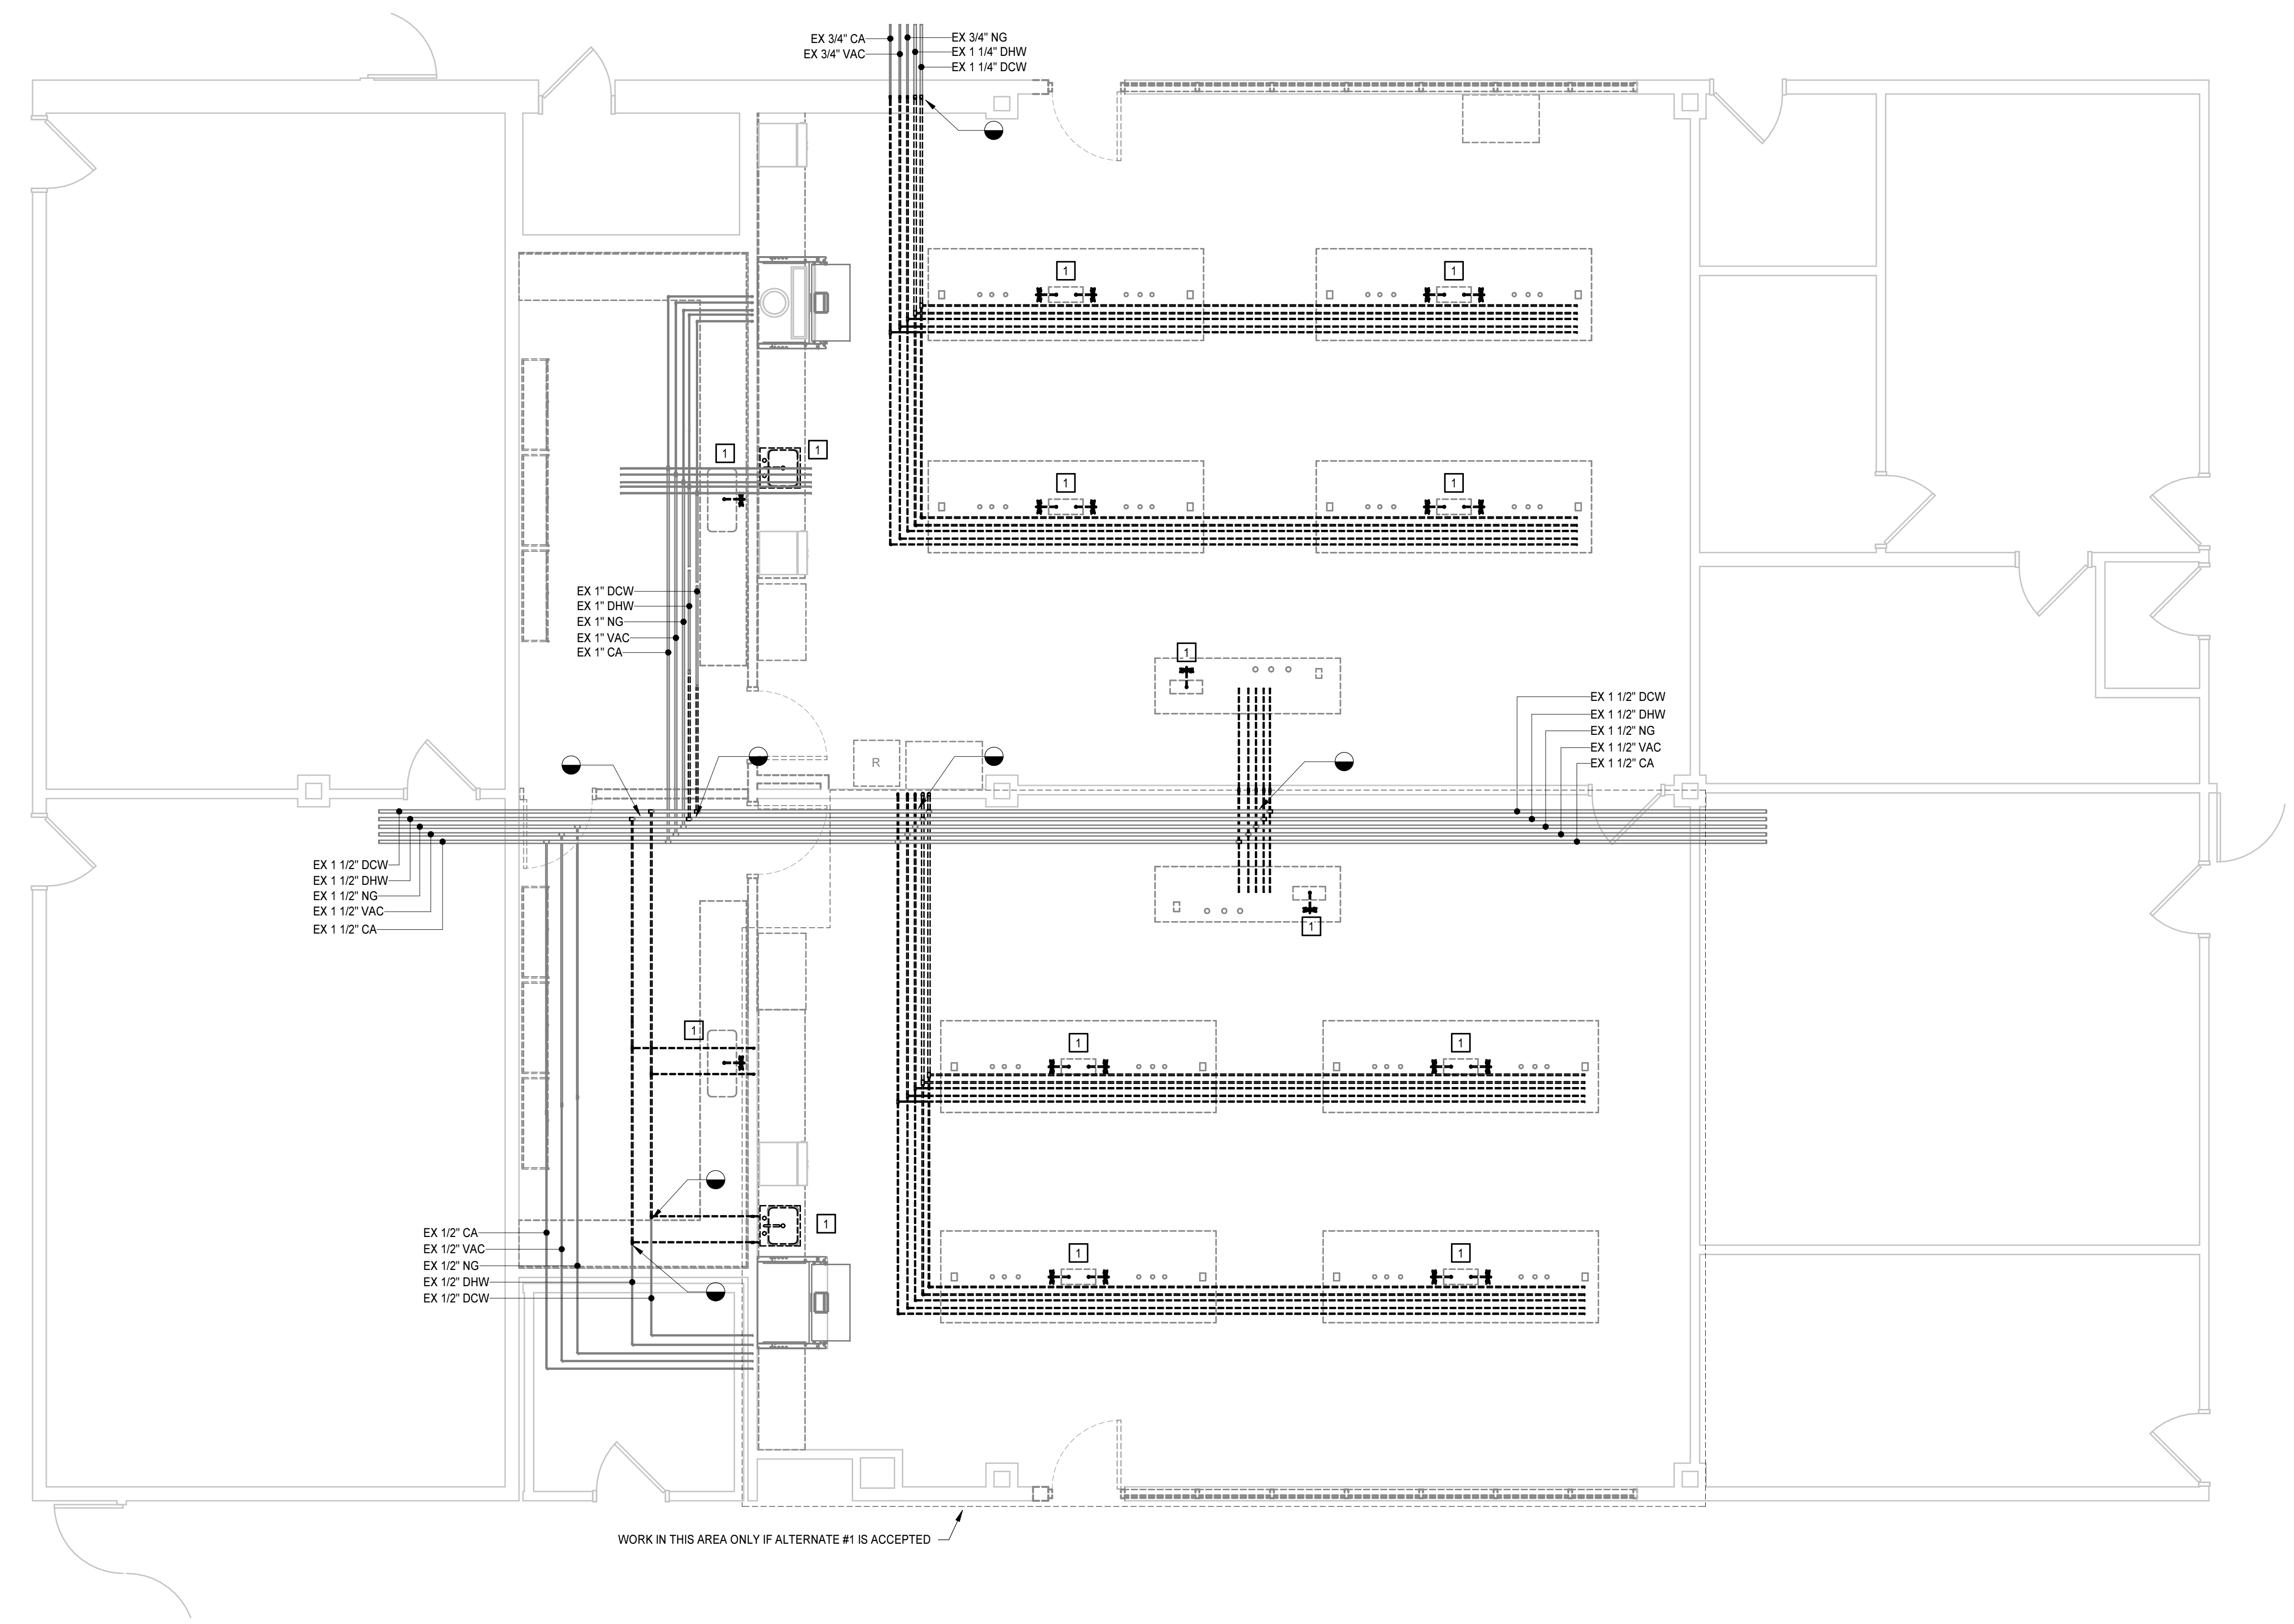 EX 3/4" CA
EX 3/4" VAC
EX 3/4" NG
EX 1 1/4" DHW
EX 1 1/4" DCW
1
1
1
1
1
1
EX 1" DCW
EX 1" DHW
EX 1" NG
EX 1" VAC
EX 1" CA
1
R
EX 1 1/2" DCW
EX 1 1/2" DHW
EX 1 1/2" NG
EX 1 1/2" VAC
EX 1 1/2" CA
EX 1 1/2" DCW
EX 1 1/2" DHW
EX 1 1/2" NG
EX 1 1/2" VAC
EX 1 1/2" CA
1
1
1
1
1
EX 1/2" CA
EX 1/2" VAC
EX 1/2" NG
EX 1/2" DHW
EX 1/2" DCW
1
1
WORK IN THIS AREA ONLY IF ALTERNATE #1 IS ACCEPTED